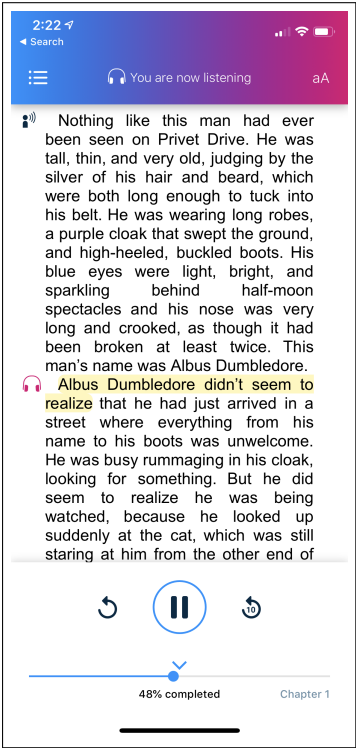 2:22
◀ Search
You are now listening
aA
Nothing like this man had ever
been seen on Privet Drive. He was
tall, thin, and very old, judging by the
silver of his hair and beard, which
were both long enough to tuck into
his belt. He was wearing long robes,
a purple cloak that swept the ground,
and high-heeled, buckled boots. His
blue eyes were light, bright, and
sparkling behind half-moon
spectacles and his nose was very
long and crooked, as though it had
been broken at least twice. This
man's name was Albus Dumbledore.
Albus Dumbledore didn't seem to
realize that he had just arrived in a
street where everything from his
name to his boots was unwelcome.
He was busy rummaging in his cloak,
looking for something. But he did
seem to realize he was being
watched, because he looked up
suddenly at the cat, which was still
staring at him from the other end of
10
48% completed
Chapter 1